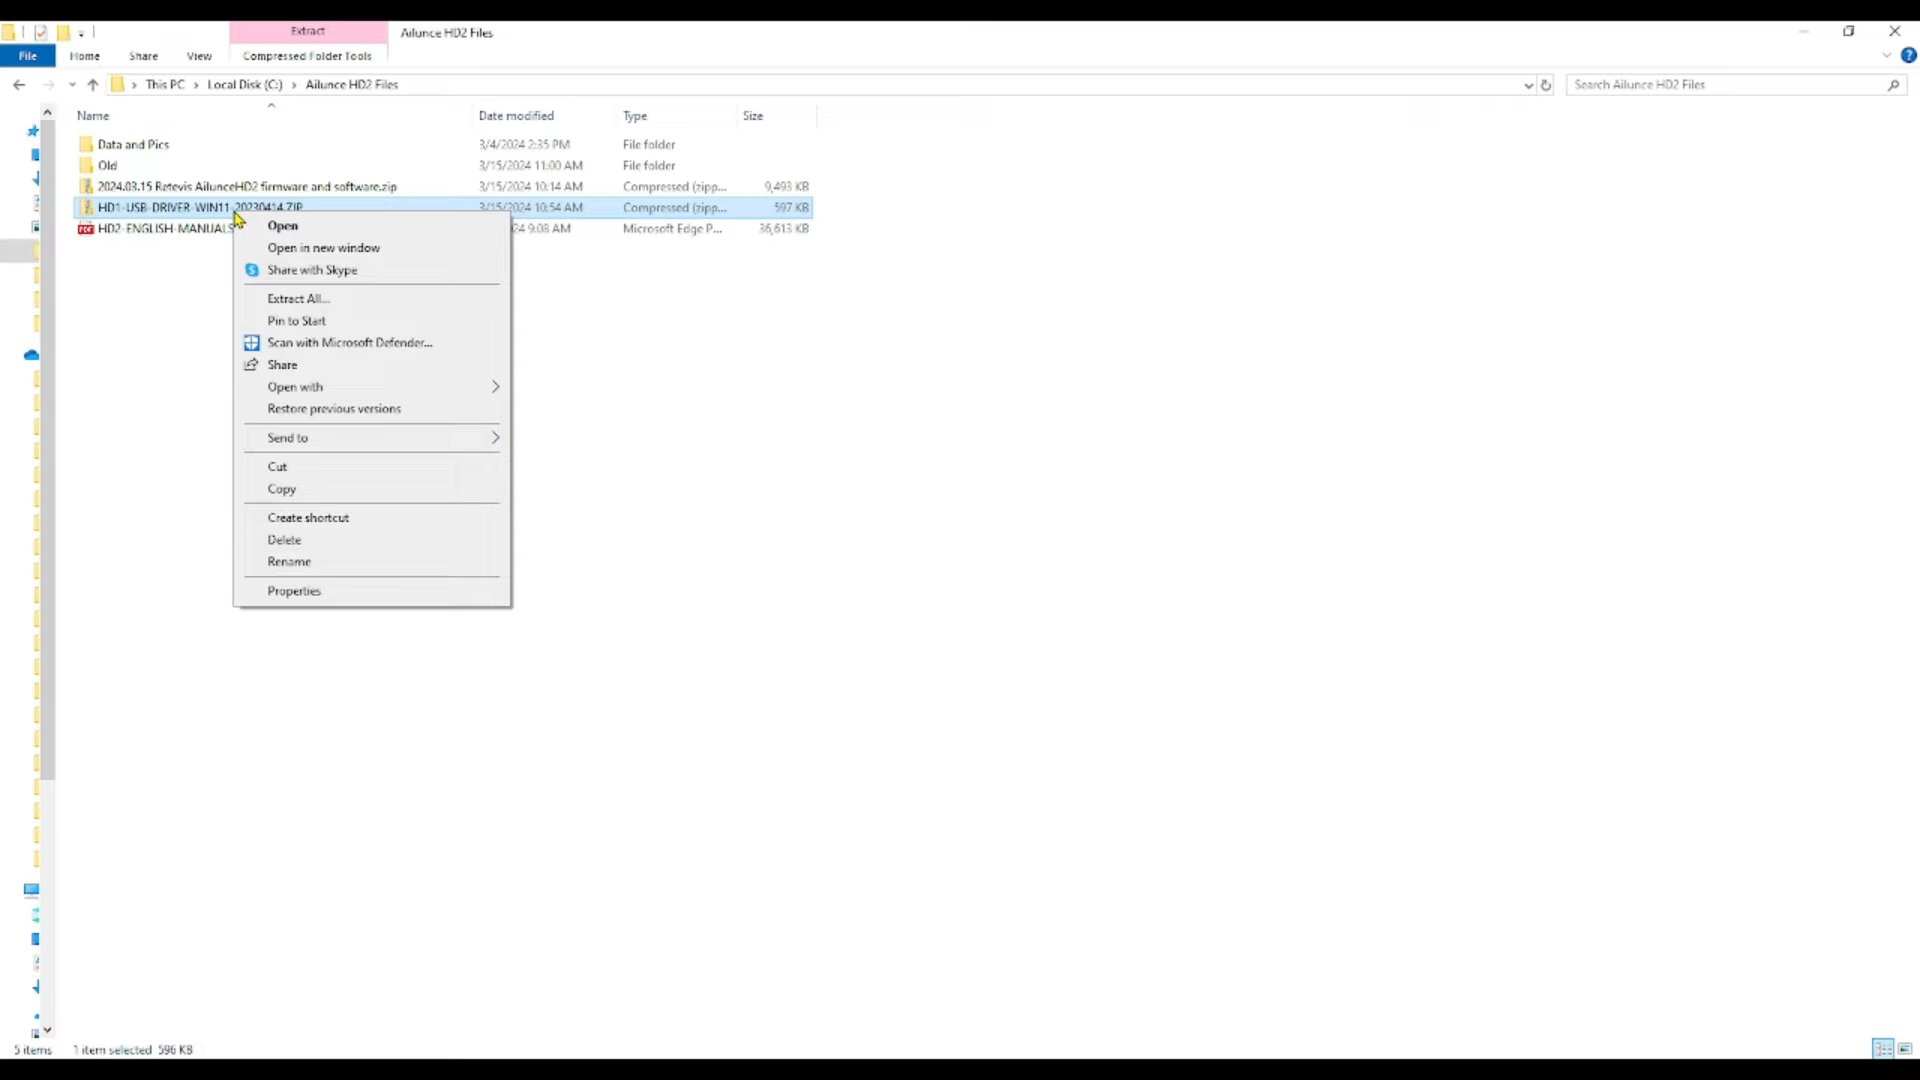 Extract
Ailunce HD2 Files
File
Home
Share
View
Compressed Folder Tools
This PC
Local Disk (C:)
Ailunce HD2 Files
Search Ailunce HD2 Files
Name
Date modified
Type
Size
Data and Pics
3/4/2024 2:35 PM
File folder
Old
3/15/2024 11:00 AM
File folder
2024.03.15 Retevis AilunceHD2 firmware and software.zip
3/15/2024 10:14 AM
Compressed (zipp...
9,493 KB
HD1-USB-DRIVER-WIN11-20230414.ZIP
3/15/2024 10:54 AM
Compressed (zipp...
597 KB
HD2-ENGLISH-MANUALS
24 9:08 AM
Microsoft Edge P...
36,613 KB
Open
Open in new window
Share with Skype
Extract All...
Pin to Start
Scan with Microsoft Defender...
Share
Open with
Restore previous versions
Send to
Cut
Copy
Create shortcut
Delete
Rename
Properties
5 items
1 item selected 596 KB